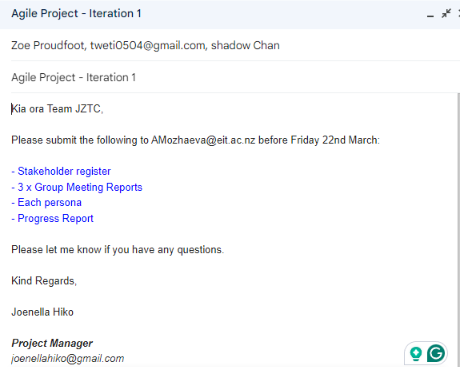 Agile Project - Iteration 1
Zoe Proudfoot, tweti0504@gmail.com, shadow Chan
Agile Project - Iteration 1
Kia ora Team JZTC,
Please submit the following to AMozhaeva@eit.ac.nz before Friday 22nd March:
- Stakeholder register
- 3 x Group Meeting Reports
- Each persona
- Progress Report
Please let me know if you have any questions.
Kind Regards,
Joenella Hiko
Project Manager
joenellahiko@gmail.com